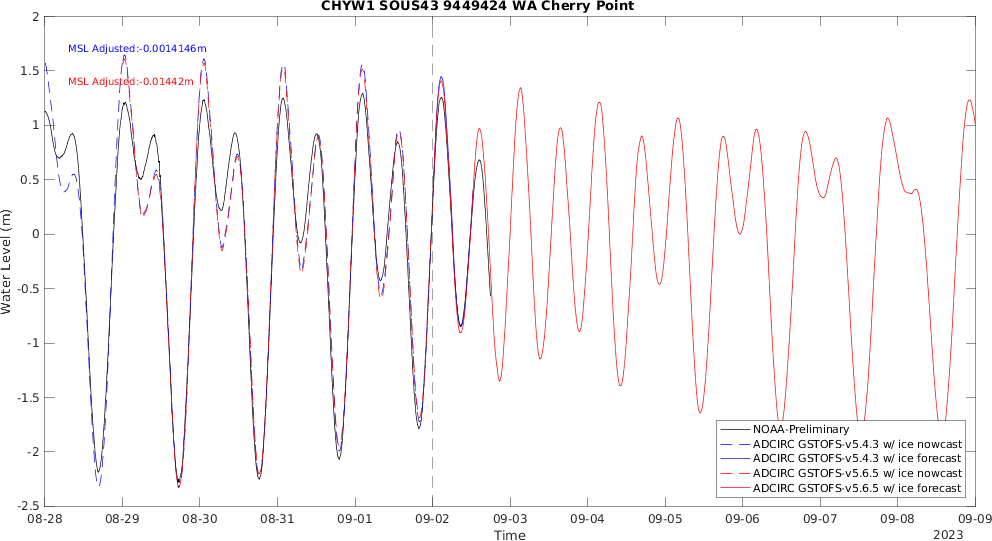 CHYW1 SOUS43 9449424 WA Cherry Point
MSL Adjusted:-0.0014146m
MSL Adjusted:-0.01442m
Water Level (m)
2
1.5
1
0.5
0
-0.5
-1
-1.5
-2
-2.5
NOAA-Preliminary
ADCIRC GSTOFS-v5.4.3 w/ ice nowcast
ADCIRC GSTOFS-v5.4.3 w/ ice forecast
ADCIRC GSTOFS-v5.6.5 w/ ice nowcast
ADCIRC GSTOFS-v5.6.5 w/ ice forecast
08-28 08-29 08-30 08-31 09-01 09-02 09-03 09-04 09-05 09-06 09-07 09-08 09-09
Time
2023